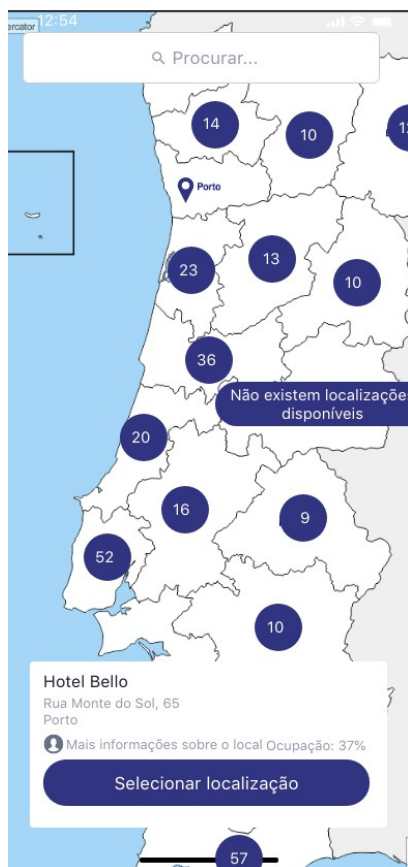 ercator
12:54
Procurar...
14
10
Porto
23
13
10
36
Não existem localizações
disponíveis
20
16
9
52
10
Hotel Bello
Rua Monte do Sol, 65
Porto
Mais informações sobre o local Ocupação: 37%
Selecionar localização
57